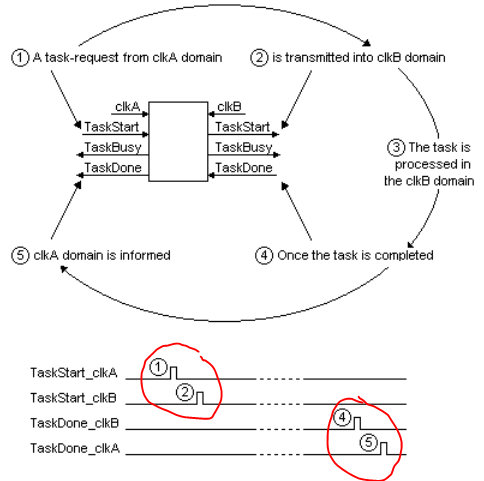 1 A task-request from clkA domain
2 is transmitted into clkB domain
clkA
clkB
TaskStart
TaskStart
TaskBusy
TaskBusy
TaskDone
TaskDone
3 The task is
processed in
the clkB domain
5 clkA domain is informed
4 Once the task is completed
TaskStart_clkA
1
TaskStart_clkB
2
TaskDone_clkB
4
TaskDone_clkA
5